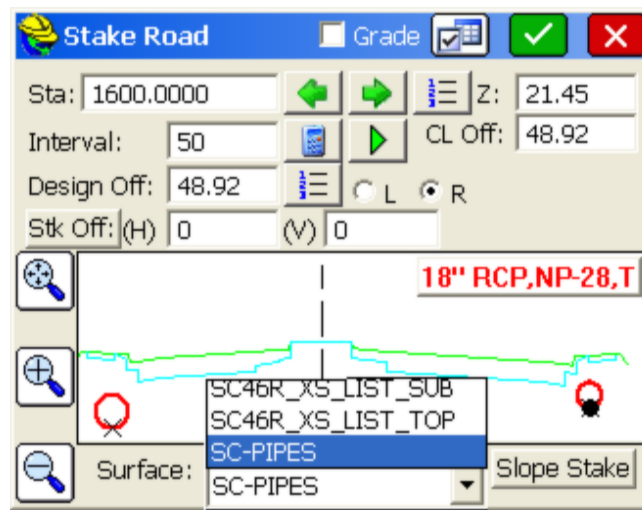 Stake Road Grade
Sta: 1600.0000 Z: 21.45
Interval: 50 CL Off: 48.92
Design Off: 48.92 L R
Stk Off: (H) 0 (V) 0
18" RCP,NP-28,T
SC46R_XS_LIST_SUB
SC46R_XS_LIST_TOP
SC-PIPES
Surface: SC-PIPES Slope Stake